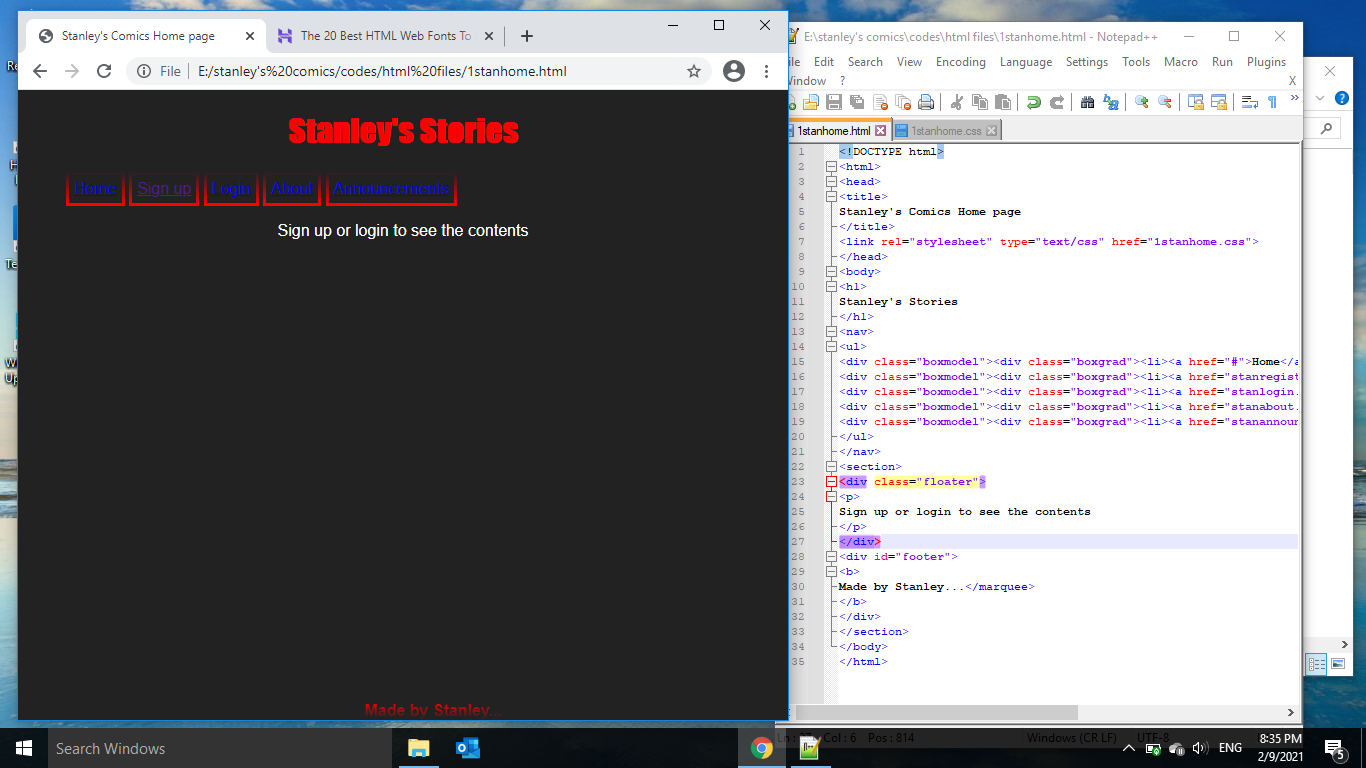 Stanley's Comics Home page
The 20 Best HTML Web Fonts To
File
E:/stanley's%20comics/codes/html%20files/1stanhome.html
Stanley's Stories
Home Sign up Login About Announcements
Sign up or login to see the contents
Made by Stanley...
E:\stanley's comics\codes\html files\1stanhome.html - Notepad++
Edit Search View Encoding Language Settings Tools Macro Run Plugins
?
X
1stanhome.html 1stanhome.css
1 <!DOCTYPE html>
2 <html>
3 <head>
4 <title>
5 Stanley's Comics Home page
6 </title>
7 <link rel="stylesheet" type="text/css" href="1stanhome.css">
8 </head>
9 <body>
10 <h1>
11 Stanley's Stories
12 </h1>
13 <nav>
14 <ul>
15 <div class="boxmodel"><div class="boxgrad"><li><a href="#">Home</a
16 <div class="boxmodel"><div class="boxgrad"><li><a href="stanregist
17 <div class="boxmodel"><div class="boxgrad"><li><a href="stanlogin.
18 <div class="boxmodel"><div class="boxgrad"><li><a href="stanabout.
19 <div class="boxmodel"><div class="boxgrad"><li><a href="stanannoun
20 </ul>
21 </nav>
22 <section>
23 <div class="floater">
24 <p>
25 Sign up or login to see the contents
26 </p>
27 </div>
28 <div id="footer">
29 <b>
30 Made by Stanley...</marquee>
31 </b>
32 </div>
33 </section>
34 </body>
35 </html>
Ln : 27 Col : 6 Pos : 814 Windows (CR LF) UTF-8
Search Windows
ENG
8:35 PM
2/9/2021
5